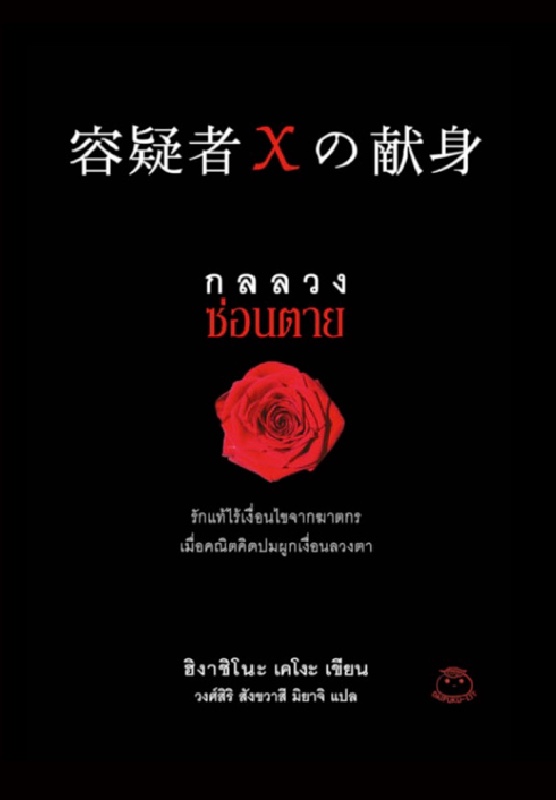 容疑者Xの献身
กลลวง
ซ่อนตาย
รักแท้ไร้เงื่อนไขจากฆาตกร
เมื่อคณิตคิดปมผูกเงื่อนลวงตา
ฮิงาชิโนะ เคโงะ เขียน
วงศ์สิริ สังขวาสี มิยาจิ แปล